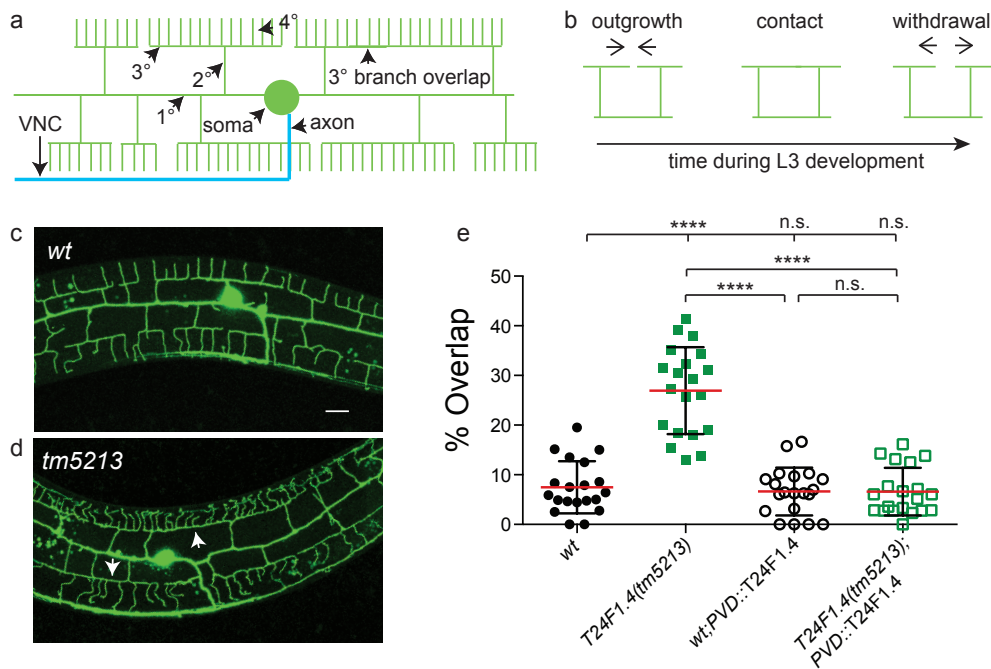 a
4°
3°
2°
3° branch overlap
1°
soma
axon
VNC
b
outgrowth
contact
withdrawal
time during L3 development
c
wt
d
tm5213
e
**** n.s. n.s.
****
**** n.s.
% Overlap
50
40
30
20
10
0
wt
T24F1.4(tm5213)
wt;PVD::T24F1.4
T24F1.4(tm5213);
PVD::T24F1.4